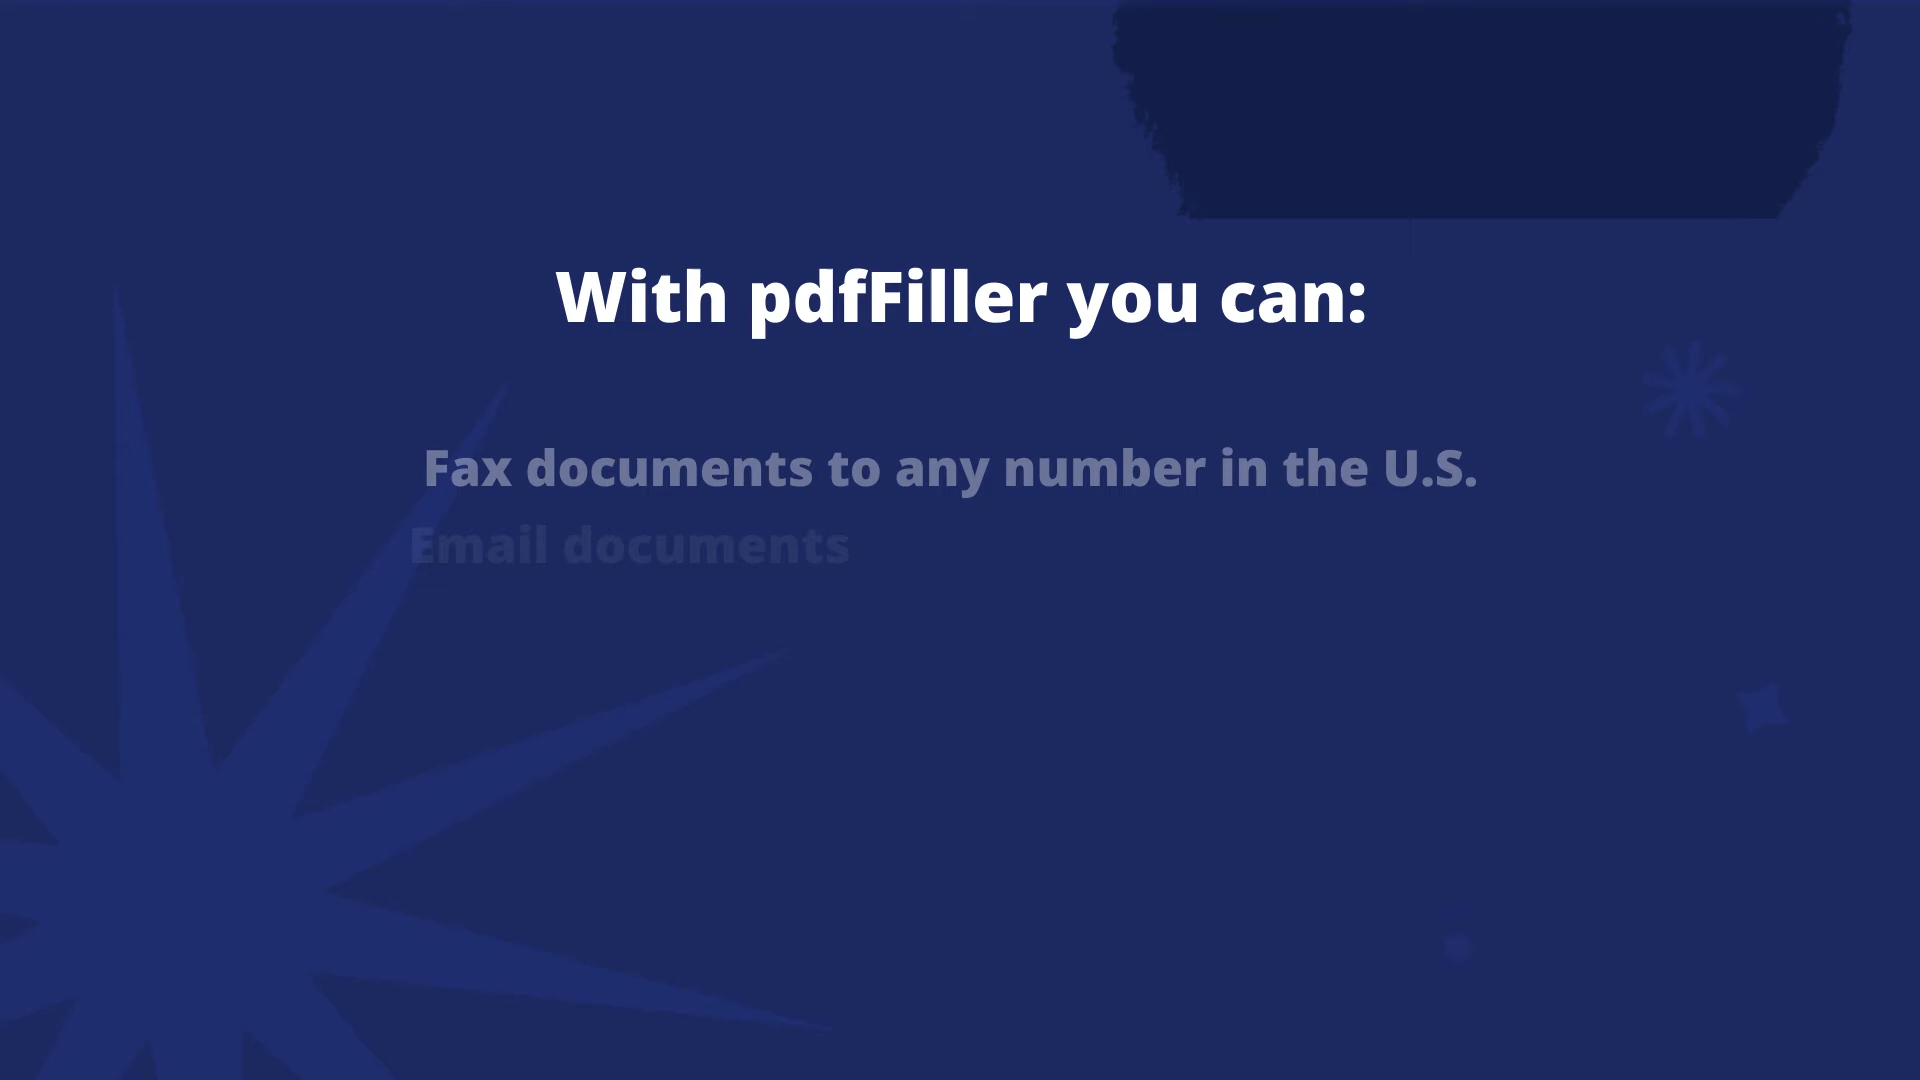 With pdfFiller you can:
Fax documents to any number in the U.S.
Email documents